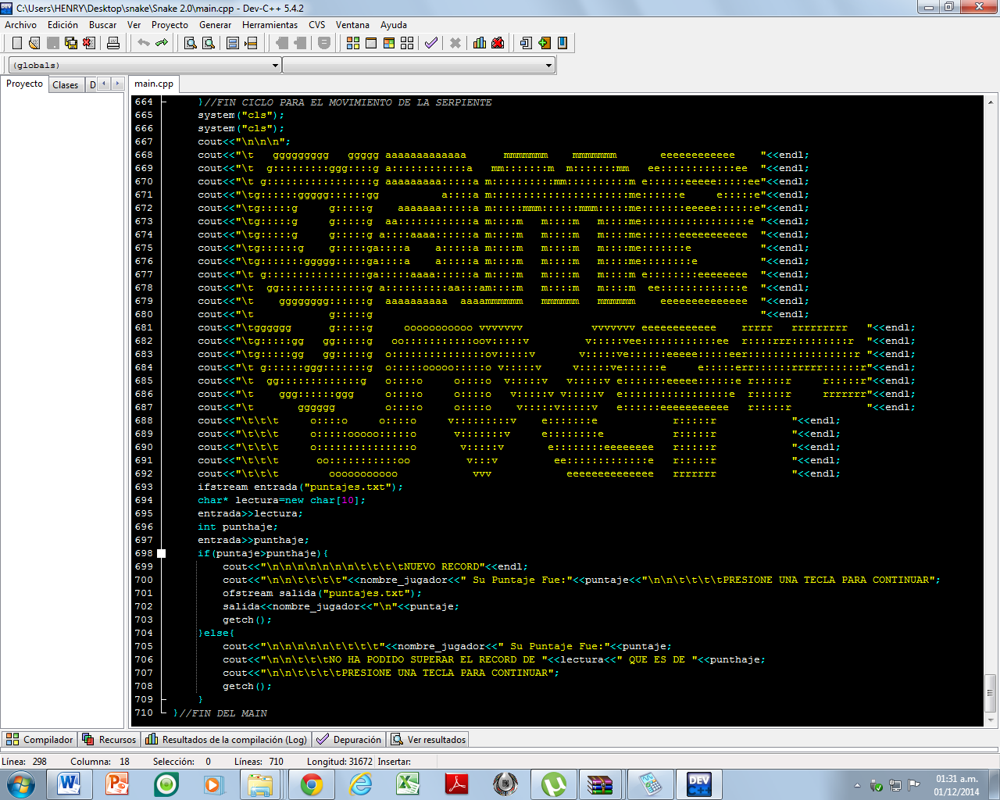 C:\Users\HENRY\Desktop\snake\Snake 2.0\main.cpp - Dev-C++ 5.4.2
Archivo Edición Buscar Ver Proyecto Generar Herramientas CVS Ventana Ayuda
(globals)
Proyecto Clases D main.cpp
664 }//FIN CICLO PARA EL MOVIMIENTO DE LA SERPIENTE
665 system("cls");
666 system("cls");
667 cout<<"\n\n\n";
668 cout<<"\t   ggggggggg   ggggg aaaaaaaaaaaaa      mmmmmmm    mmmmmmm       eeeeeeeeeeee    "<<endl;
669 cout<<"\t  g:::::::::ggg::::g a::::::::::::a   mm:::::::m  m:::::::mm   ee::::::::::::ee  "<<endl;
670 cout<<"\t g:::::::::::::::::g aaaaaaaaa:::::a m::::::::::mm::::::::::m e::::::eeeee:::::ee"<<endl;
671 cout<<"\tg::::::ggggg::::::gg          a::::a m::::::::::::::::::::::me::::::e     e:::::e"<<endl;
672 cout<<"\tg:::::g     g:::::g    aaaaaaa:::::a m:::::mmm::::::mmm:::::me:::::::eeeee::::::e"<<endl;
673 cout<<"\tg:::::g     g:::::g  aa::::::::::::a m::::m   m::::m   m::::me:::::::::::::::::e "<<endl;
674 cout<<"\tg:::::g     g:::::g a::::aaaa::::::a m::::m   m::::m   m::::me::::::eeeeeeeeeee  "<<endl;
675 cout<<"\tg::::::g    g:::::ga::::a    a:::::a m::::m   m::::m   m::::me:::::::e           "<<endl;
676 cout<<"\tg:::::::ggggg:::::ga::::a    a:::::a m::::m   m::::m   m::::me::::::::e          "<<endl;
677 cout<<"\t g::::::::::::::::ga:::::aaaa::::::a m::::m   m::::m   m::::m e::::::::eeeeeeee  "<<endl;
678 cout<<"\t  gg::::::::::::::g a::::::::::aa:::am::::m   m::::m   m::::m  ee:::::::::::::e  "<<endl;
679 cout<<"\t    gggggggg::::::g  aaaaaaaaaa  aaaammmmmm   mmmmmm   mmmmmm    eeeeeeeeeeeeee  "<<endl;
680 cout<<"\t            g:::::g                                                              "<<endl;
681 cout<<"\tgggggg      g:::::g     ooooooooooo vvvvvvv           vvvvvvv eeeeeeeeeeee    rrrrr   rrrrrrrrr   "<<endl;
682 cout<<"\tg:::::gg   gg:::::g   oo:::::::::::oov:::::v         v:::::vee::::::::::::ee  r::::rrr:::::::::r  "<<endl;
683 cout<<"\tg::::::gg  gg:::::g  o:::::::::::::::ov:::::v       v:::::ve::::::eeeee:::::eer:::::::::::::::::r "<<endl;
684 cout<<"\t g::::::ggg:::::::g  o:::::ooooo:::::o v:::::v     v:::::ve::::::e     e:::::err::::::rrrrr::::::r"<<endl;
685 cout<<"\t  gg:::::::::::::g   o::::o     o::::o  v:::::v   v:::::v e:::::::eeeee::::::e r:::::r     r:::::r"<<endl;
686 cout<<"\t    ggg::::::ggg     o::::o     o::::o   v:::::v v:::::v  e:::::::::::::::::e  r:::::r     rrrrrrr"<<endl;
687 cout<<"\t       gggggg        o::::o     o::::o    v:::::v:::::v   e::::::eeeeeeeeeee   r:::::r            "<<endl;
688 cout<<"\t\t\t     o::::o     o::::o     v:::::::::v    e:::::::e            r:::::r            "<<endl;
689 cout<<"\t\t\t     o:::::ooooo:::::o      v:::::::v     e::::::::e           r:::::r            "<<endl;
690 cout<<"\t\t\t     o:::::::::::::::o       v:::::v       e::::::::eeeeeeee   r:::::r            "<<endl;
691 cout<<"\t\t\t      oo:::::::::::oo         v:::v         ee:::::::::::::e   r:::::r            "<<endl;
692 cout<<"\t\t\t        ooooooooooo            vvv            eeeeeeeeeeeeee   rrrrrrr            "<<endl;
693 ifstream entrada("puntajes.txt");
694 char* lectura=new char[10];
695 entrada>>lectura;
696 int punthaje;
697 entrada>>punthaje;
698 if(puntaje>punthaje){
699 cout<<"\n\n\n\n\n\n\n\t\t\t\tNUEVO RECORD"<<endl;
700 cout<<"\n\n\t\t\t\t"<<nombre_jugador<<" Su Puntaje Fue:"<<puntaje<<"\n\n\t\t\t\tPRESIONE UNA TECLA PARA CONTINUAR";
701 ofstream salida("puntajes.txt");
702 salida<<nombre_jugador<<"\n"<<puntaje;
703 getch();
704 }else{
705 cout<<"\n\n\n\n\n\t\t\t\t"<<nombre_jugador<<" Su Puntaje Fue:"<<puntaje;
706 cout<<"\n\n\t\t\tNO HA PODIDO SUPERAR EL RECORD DE "<<lectura<<" QUE ES DE "<<punthaje;
707 cout<<"\n\n\t\t\t\tPRESIONE UNA TECLA PARA CONTINUAR";
708 getch();
709 }
710 }//FIN DEL MAIN
Compilador Recursos Resultados de la compilación (Log) Depuración Ver resultados
Línea: 298 Columna: 18 Selección: 0 Líneas: 710 Longitud: 31672 Insertar:
W P X DEV C++ 01:31 a.m.
01/12/2014